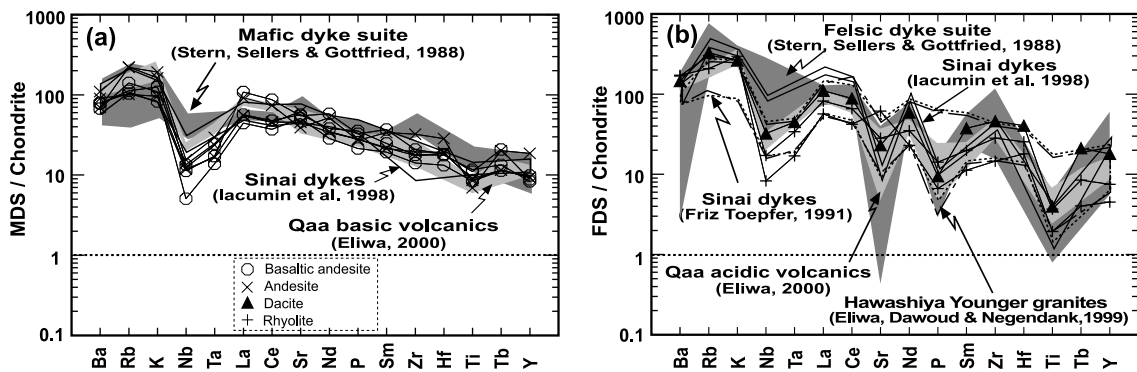 1000
100
10
1
0.1
MDS / Chondrite
(a)
Mafic dyke suite
(Stern, Sellers & Gottfried, 1988)
Sinai dykes
(Iacumin et al. 1998)
Qaa basic volcanics
(Eliwa, 2000)
Basaltic andesite
Andesite
Dacite
Rhyolite
Ba Rb K Nb Ta La Ce Sr Nd P Sm Zr Hf Ti Tb Y
1000
100
10
1
0.1
FDS / Chondrite
(b)
Felsic dyke suite
(Stern, Sellers & Gottfried, 1988)
Sinai dykes
(Iacumin et al. 1998)
Sinai dykes
(Friz Toepfer, 1991)
Qaa acidic volcanics
(Eliwa, 2000)
Hawashiya Younger granites
(Eliwa, Dawoud & Negendank,1999)
Ba Rb K Nb Ta La Ce Sr Nd P Sm Zr Hf Ti Tb Y